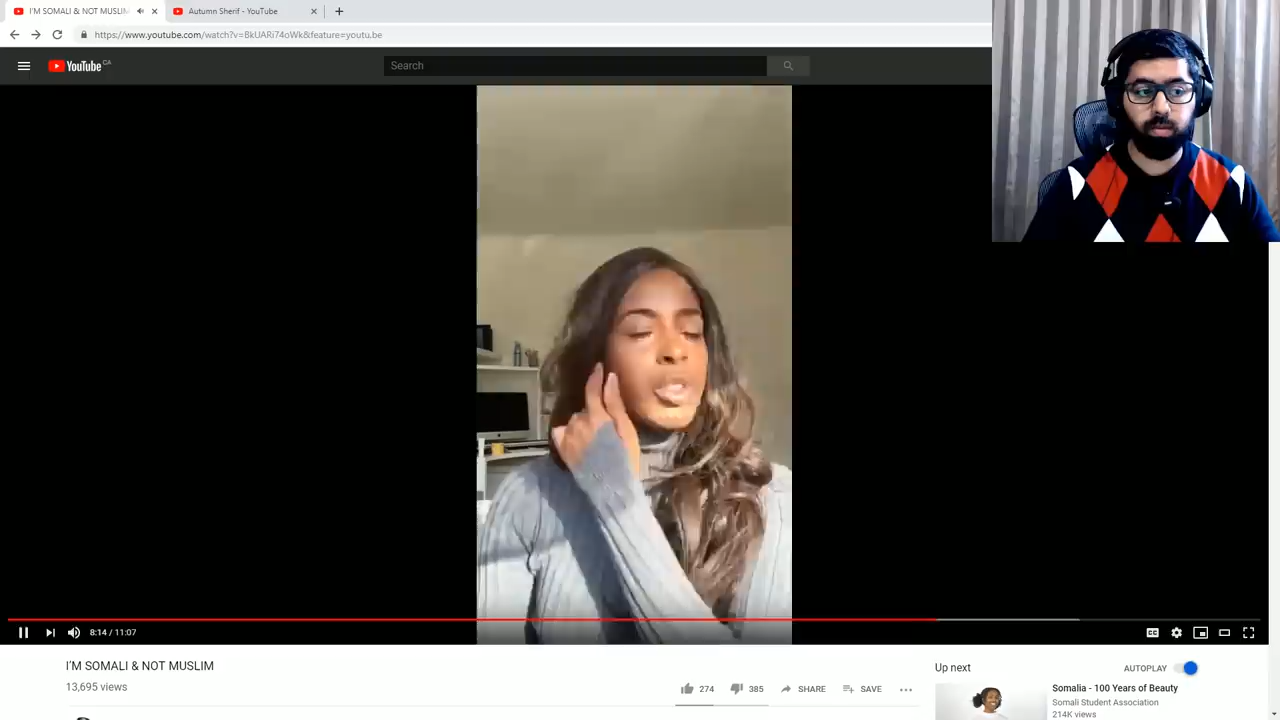 I'M SOMALI & NOT MUSLIM
Autumn Sherif - YouTube
https://www.youtube.com/watch?v=BkUARi74oWk&feature=youtu.be
YouTube CA
Search
8:14 / 11:07
CC
I'M SOMALI & NOT MUSLIM
13,695 views
274
385
SHARE
SAVE
Up next
AUTOPLAY
Somalia - 100 Years of Beauty
Somali Student Association
214K views